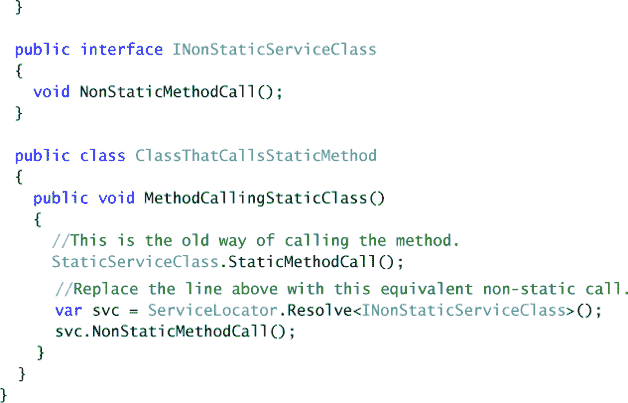 }
public interface INonStaticServiceClass
{
void NonStaticMethodCall();
}
public class ClassThatCallsStaticMethod
{
public void MethodCallingStaticClass()
{
//This is the old way of calling the method.
StaticServiceClass.StaticMethodCall();
//Replace the line above with this equivalent non-static call.
var svc = ServiceLocator.Resolve<INonStaticServiceClass>();
svc.NonStaticMethodCall();
}
}
}